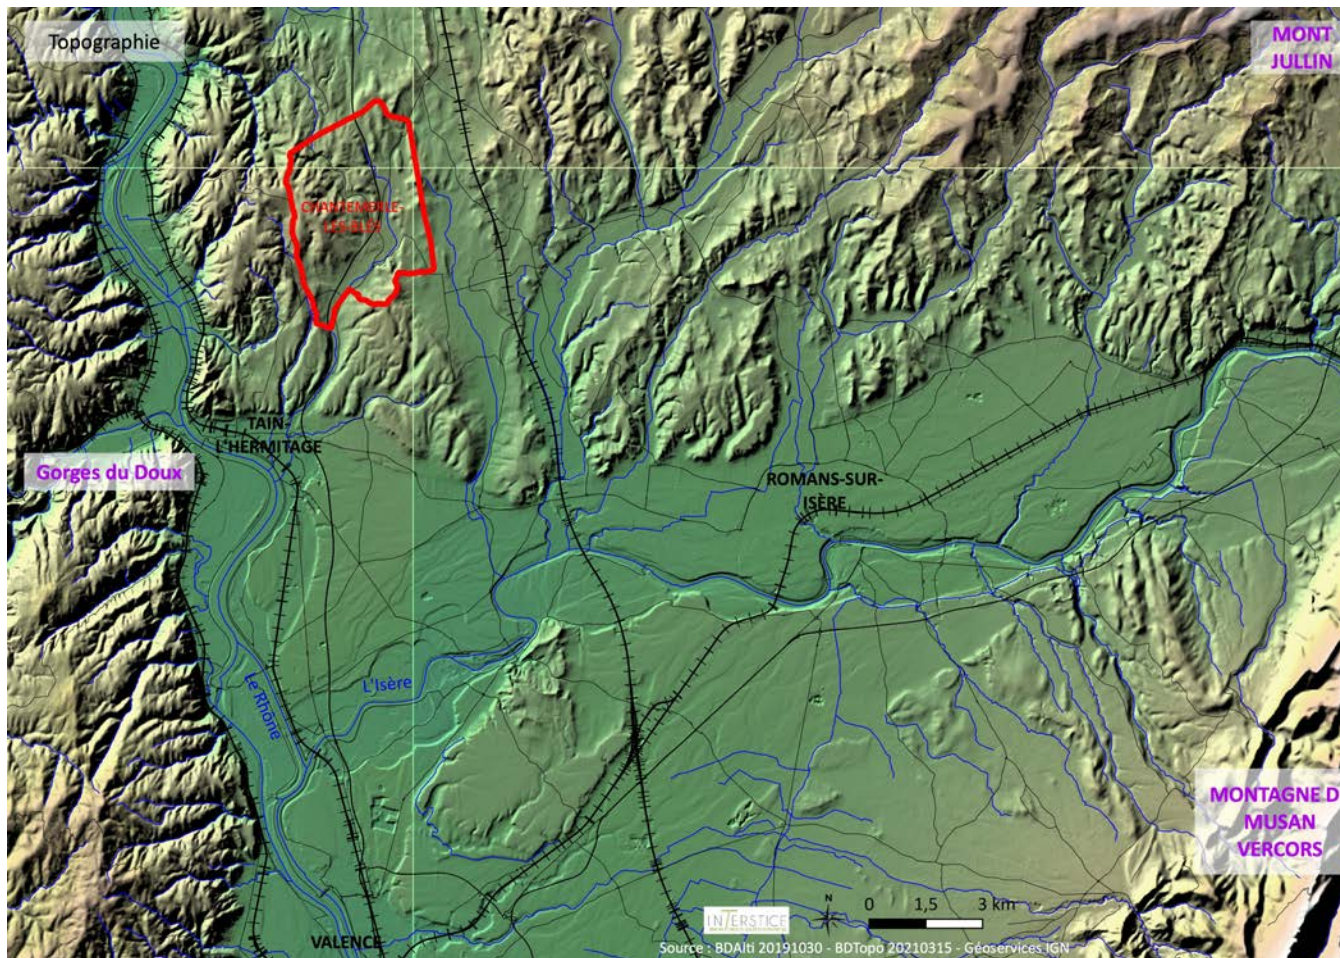 Topographie
MONT
JULLIN
CHANTEMERLE-
LES-BLES
TAIN-
L'HERMITAGE
Gorges du Doux
ROMANS-SUR-
ISÈRE
L'Isère
Le Rhône
MONTAGNE D
MUSAN
VERCORS
VALENCE
INTERSTICE
N
0 1,5 3 km
Source : BDAlti 20191030 - BDTopo 20210315 - Géoservices IGN